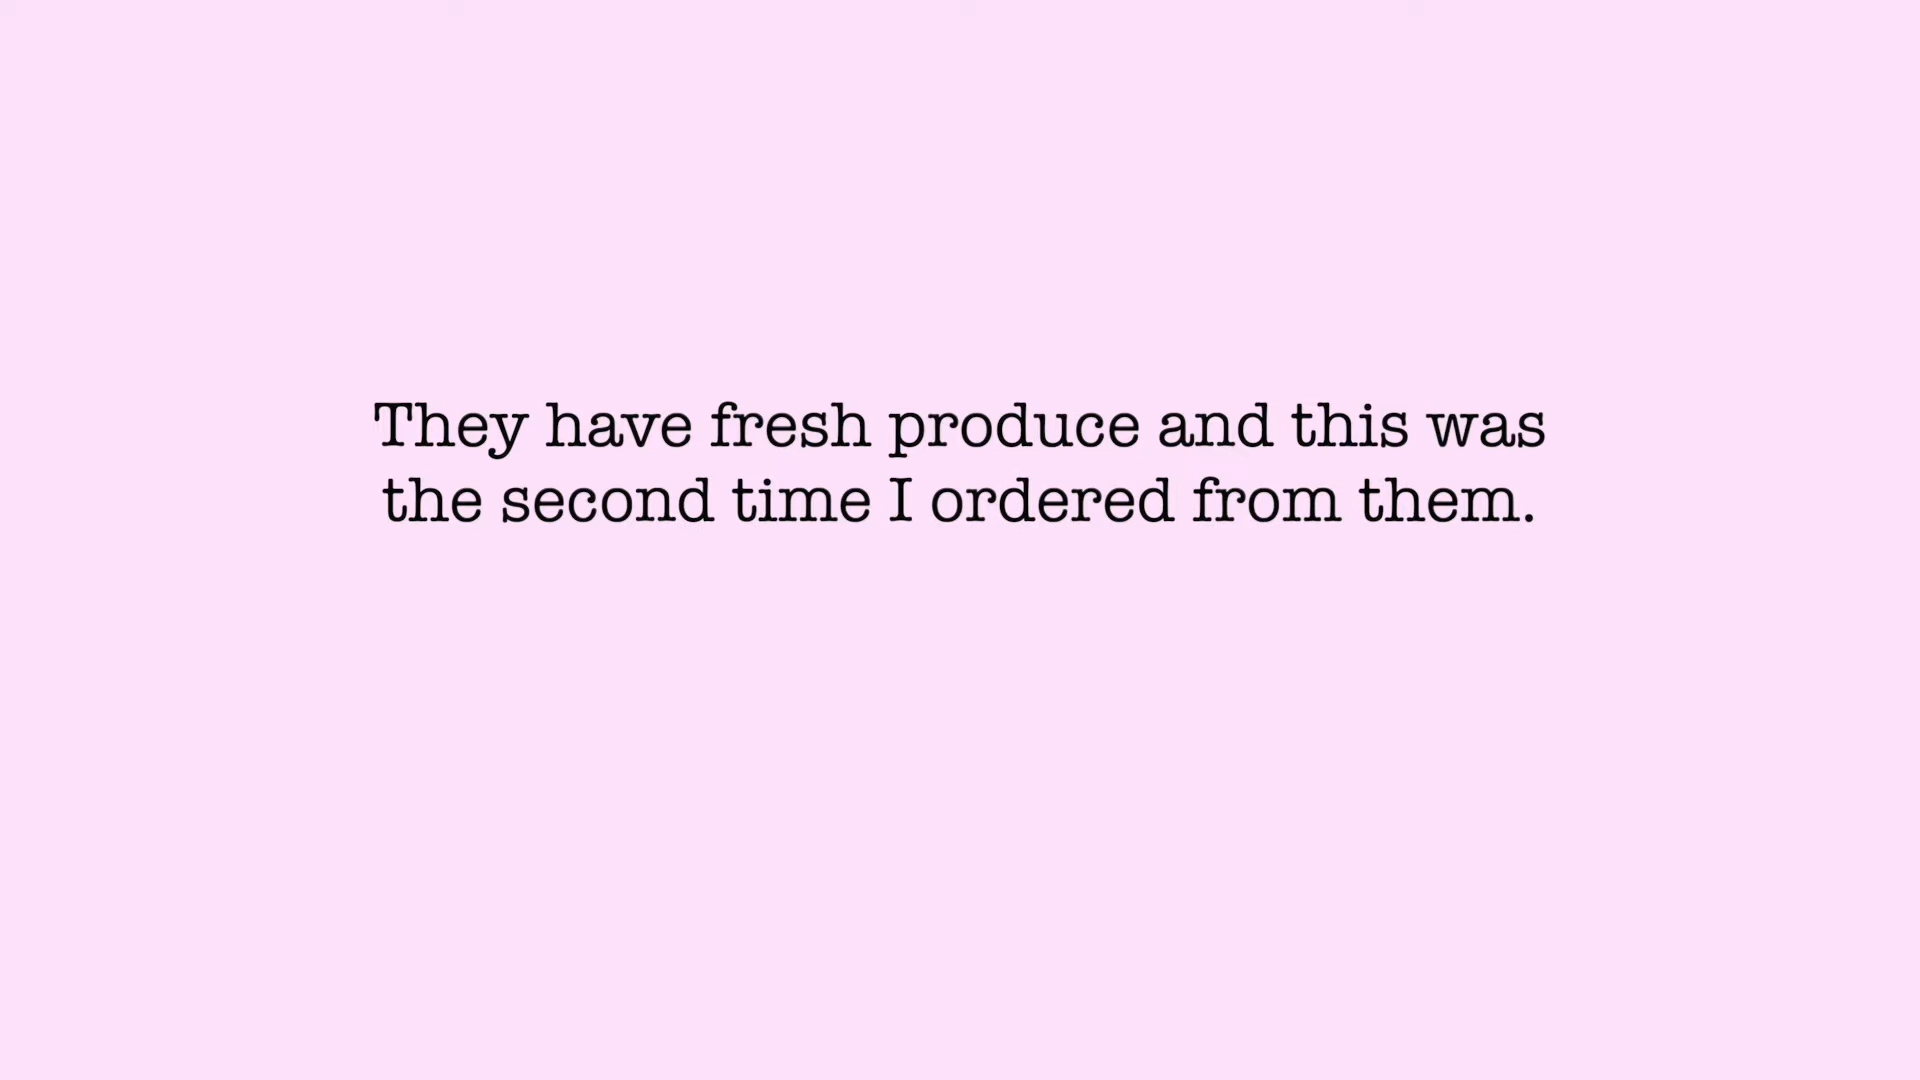 They have fresh produce and this was
the second time I ordered from them.